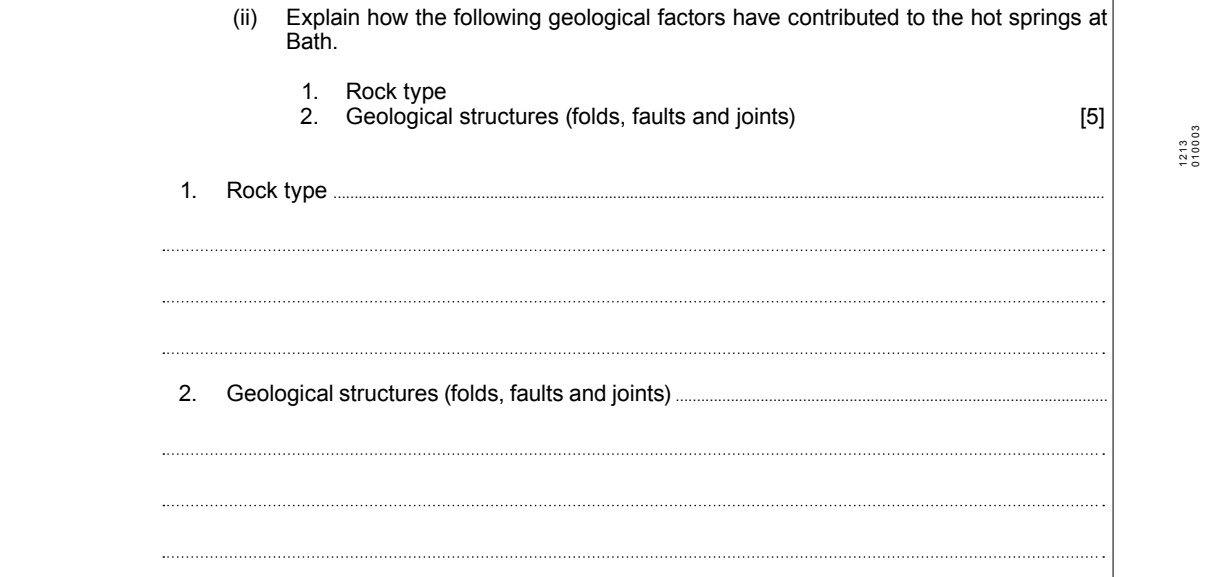 (ii) Explain how the following geological factors have contributed to the hot springs at
Bath.
1. Rock type
2. Geological structures (folds, faults and joints) [5]
1213
010003
1. Rock type
2. Geological structures (folds, faults and joints)